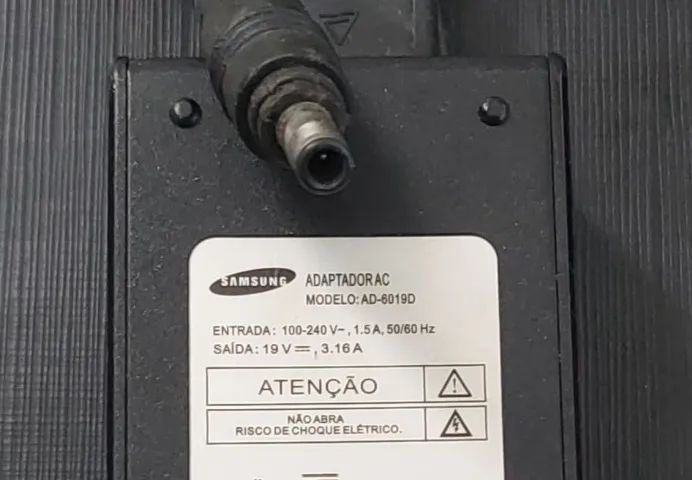 SAMSUNG
ADAPTADOR AC
MODELO: AD-6019D
ENTRADA: 100-240 V~, 1.5 A, 50/60 Hz
SAÍDA: 19 V⎓, 3.16 A
ATENÇÃO
NÃO ABRA
RISCO DE CHOQUE ELÉTRICO.